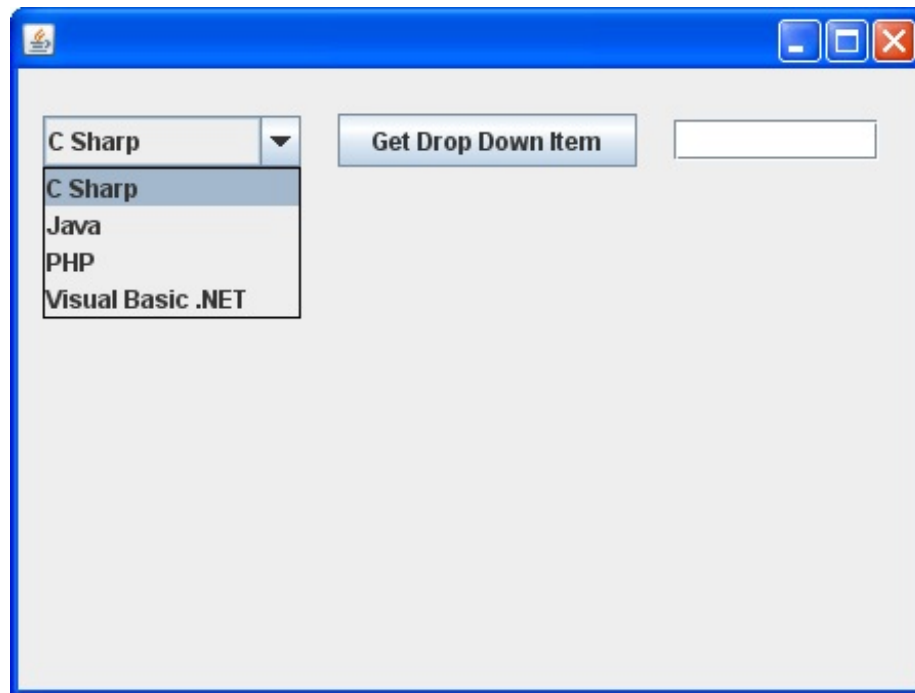 C Sharp
Get Drop Down Item
C Sharp
Java
PHP
Visual Basic .NET